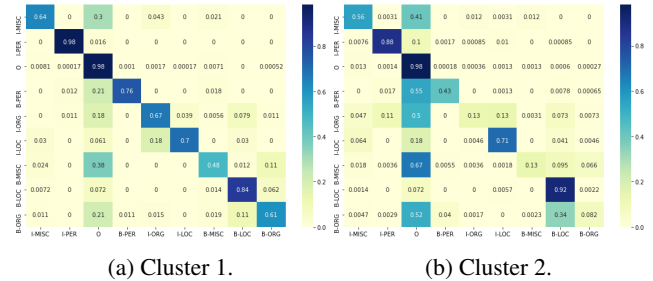 I-MISC 0.64 0 0.3 0 0.043 0 0.021 0 0
I-PER 0 0.98 0.016 0 0 0 0 0 0
O 0.0081 0.00017 0.98 0.001 0.00017 0.00017 0.0071 0 0.00052
B-PER 0 0.012 0.21 0.76 0 0 0.018 0 0
I-ORG 0 0.011 0.18 0 0.67 0.039 0.0056 0.079 0.011
I-LOC 0.03 0 0.061 0 0.18 0.7 0 0.03 0
B-MISC 0.024 0 0.38 0 0 0 0.48 0.012 0.11
B-LOC 0.0072 0 0.072 0 0 0 0 0.84 0.062
B-ORG 0.011 0 0.21 0.011 0.015 0 0.019 0.11 0.61
I-MISC I-PER O B-PER I-ORG I-LOC B-MISC B-LOC B-ORG
0.8
0.6
0.4
0.2
0.0
(a) Cluster 1.
I-MISC 0.56 0.0031 0.41 0 0.0012 0.0031 0.012 0 0
I-PER 0.0076 0.88 0.1 0.0017 0.0085 0.01 0 0.00085 0
O 0.0013 0.0014 0.98 0.00018 0.00036 0.0013 0.0013 0.0006 0.00027
B-PER 0 0.017 0.55 0.43 0 0 0 0.0078 0.0065
I-ORG 0.047 0.11 0.5 0 0.13 0.13 0.0034 0.071 0.0011
I-LOC 0.064 0 0.18 0 0.0046 0.71 0 0.046 0
B-MISC 0.018 0.0036 0.67 0.0055 0.0036 0.0018 0.13 0.095 0.066
B-LOC 0.0014 0 0.072 0 0 0.0057 0 0.92 0.0022
B-ORG 0.0047 0.0029 0.52 0.04 0.0017 0 0.0023 0.34 0.082
I-MISC I-PER O B-PER I-ORG I-LOC B-MISC B-LOC B-ORG
0.8
0.6
0.4
0.2
0.0
(b) Cluster 2.